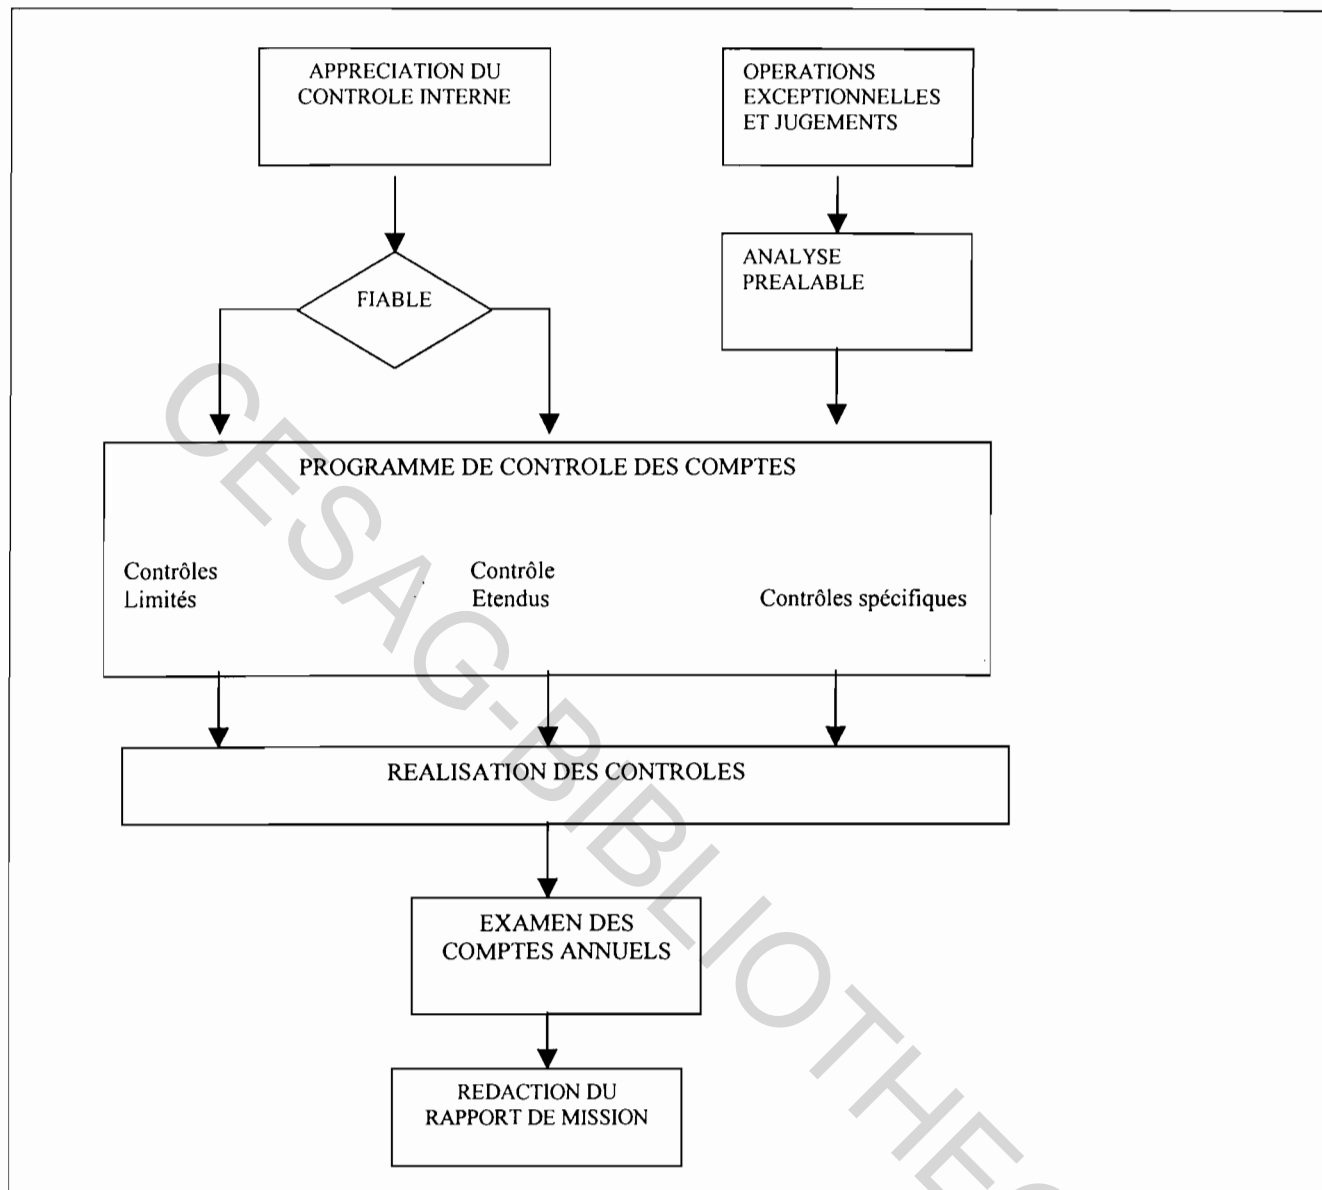 APPRECIATION DU
CONTROLE INTERNE
OPERATIONS
EXCEPTIONNELLES
ET JUGEMENTS
FIABLE
ANALYSE
PREALABLE
PROGRAMME DE CONTROLE DES COMPTES
Contrôles
Limités
Contrôle
Etendus
Contrôles spécifiques
REALISATION DES CONTROLES
EXAMEN DES
COMPTES ANNUELS
REDACTION DU
RAPPORT DE MISSION
CESAG-BIBLIOTHE